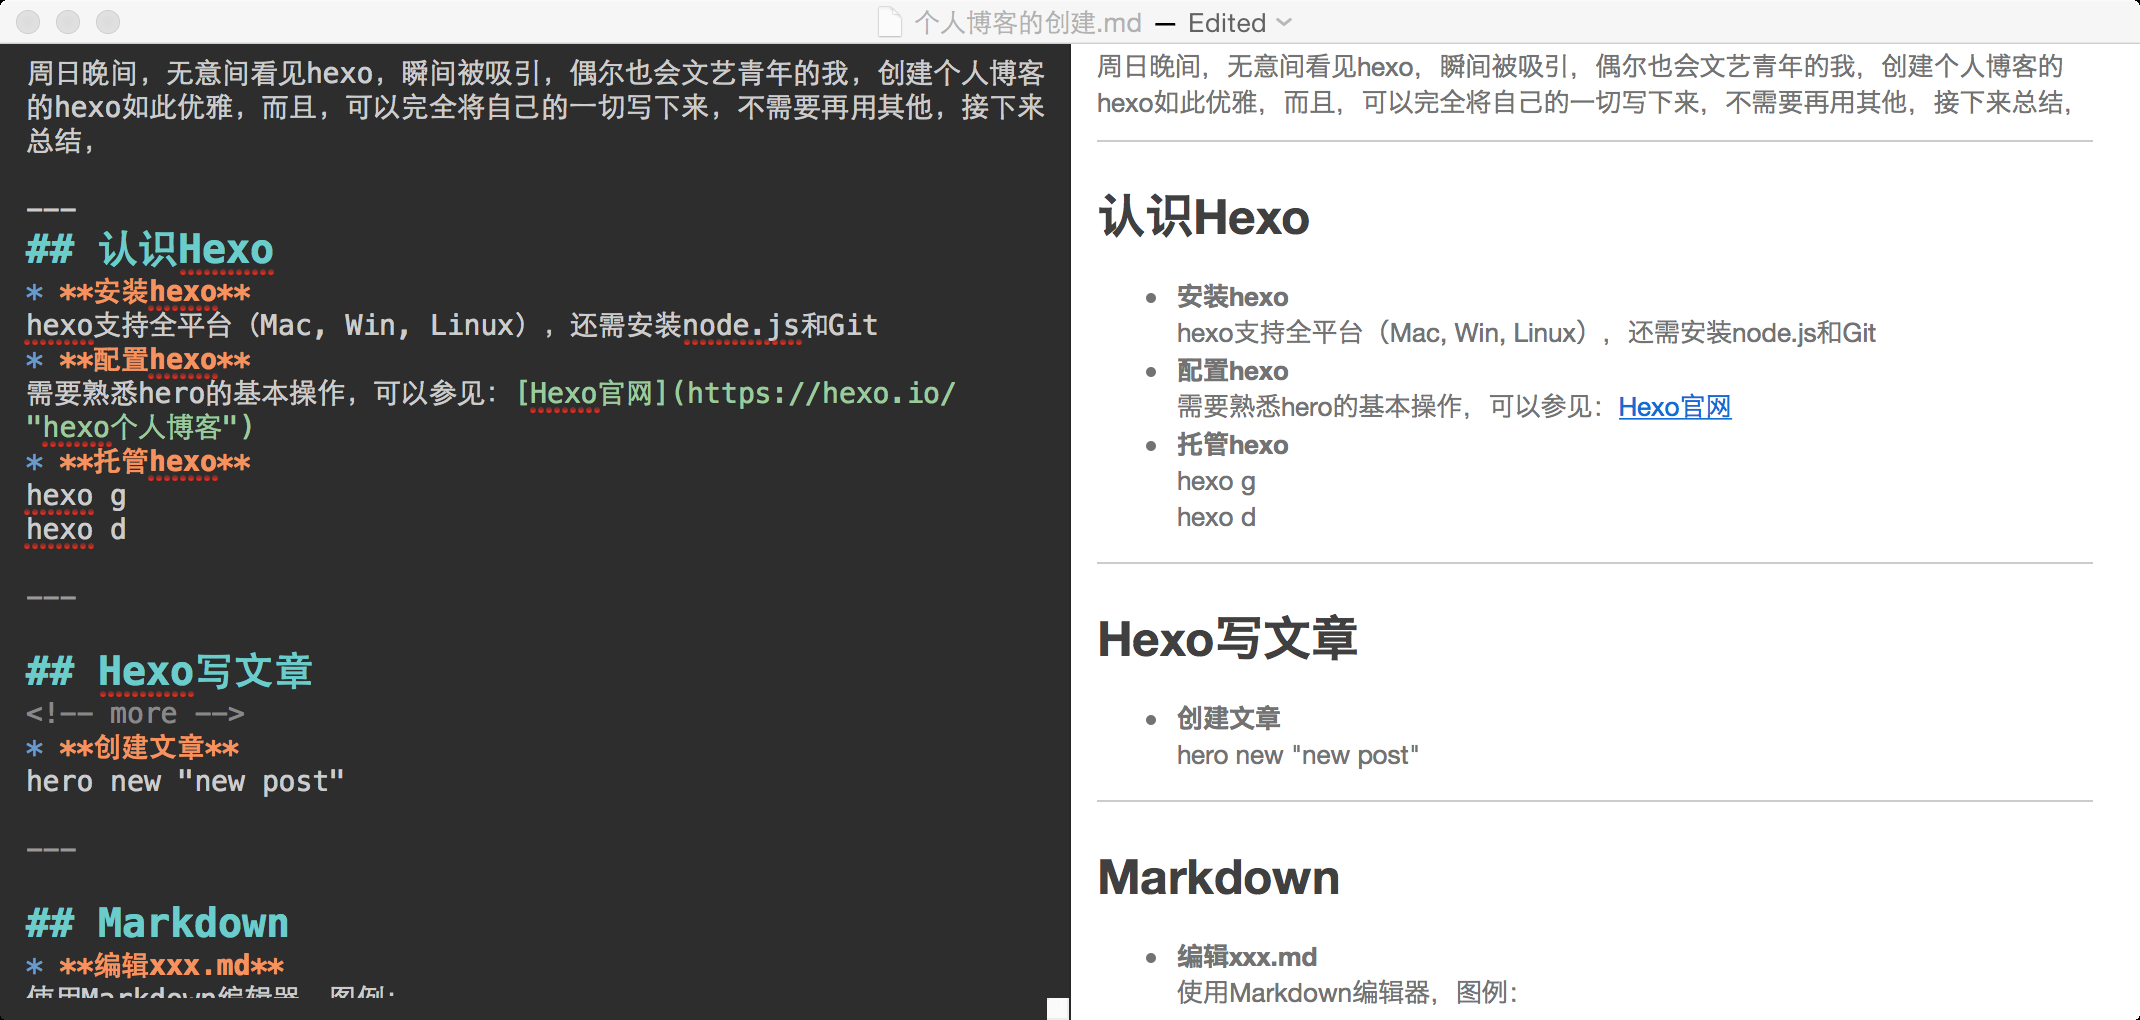 个人博客的创建.md — Edited
周日晚间，无意间看见hexo，瞬间被吸引，偶尔也会文艺青年的我，创建个人博客
的hexo如此优雅，而且，可以完全将自己的一切写下来，不需要再用其他，接下来
总结，
---
## 认识Hexo
* **安装hexo**
hexo支持全平台（Mac, Win, Linux），还需安装node.js和Git
* **配置hexo**
需要熟悉hero的基本操作，可以参见：[Hexo官网](https://hexo.io/
"hexo个人博客")
* **托管hexo**
hexo g
hexo d
---
## Hexo写文章
<!-- more -->
* **创建文章**
hero new "new post"
---
## Markdown
* **编辑xxx.md**
使用Markdown编辑器，图例：
周日晚间，无意间看见hexo，瞬间被吸引，偶尔也会文艺青年的我，创建个人博客的
hexo如此优雅，而且，可以完全将自己的一切写下来，不需要再用其他，接下来总结，
认识Hexo
• 安装hexo
hexo支持全平台（Mac, Win, Linux），还需安装node.js和Git
• 配置hexo
需要熟悉hero的基本操作，可以参见：Hexo官网
• 托管hexo
hexo g
hexo d
Hexo写文章
• 创建文章
hero new "new post"
Markdown
• 编辑xxx.md
使用Markdown编辑器，图例：